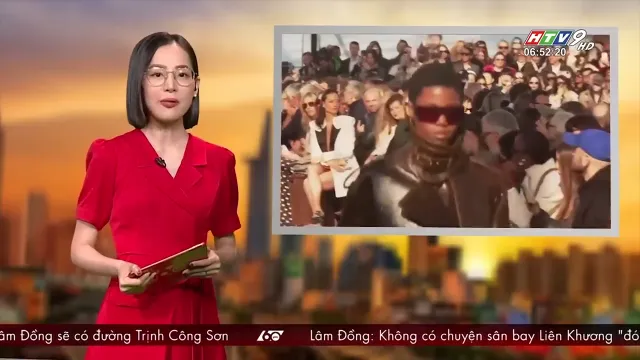 HTV9 HD
06:52:20
Lâm Đồng sẽ có đường Trịnh Công Sơn
60
Lâm Đồng: Không có chuyện sân bay Liên Khương "đó